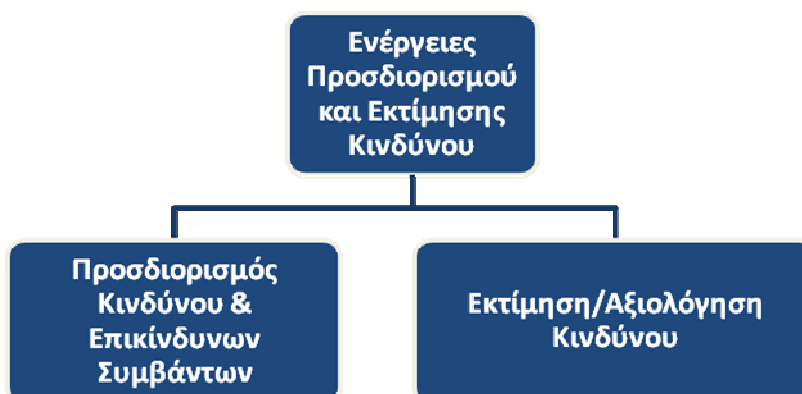 Ενέργειες
Προσδιορισμού
και Εκτίμησης
Κινδύνου
Προσδιορισμός
Κινδύνου &
Επικίνδυνων
Συμβάντων
Εκτίμηση/Αξιολόγηση
Κινδύνου